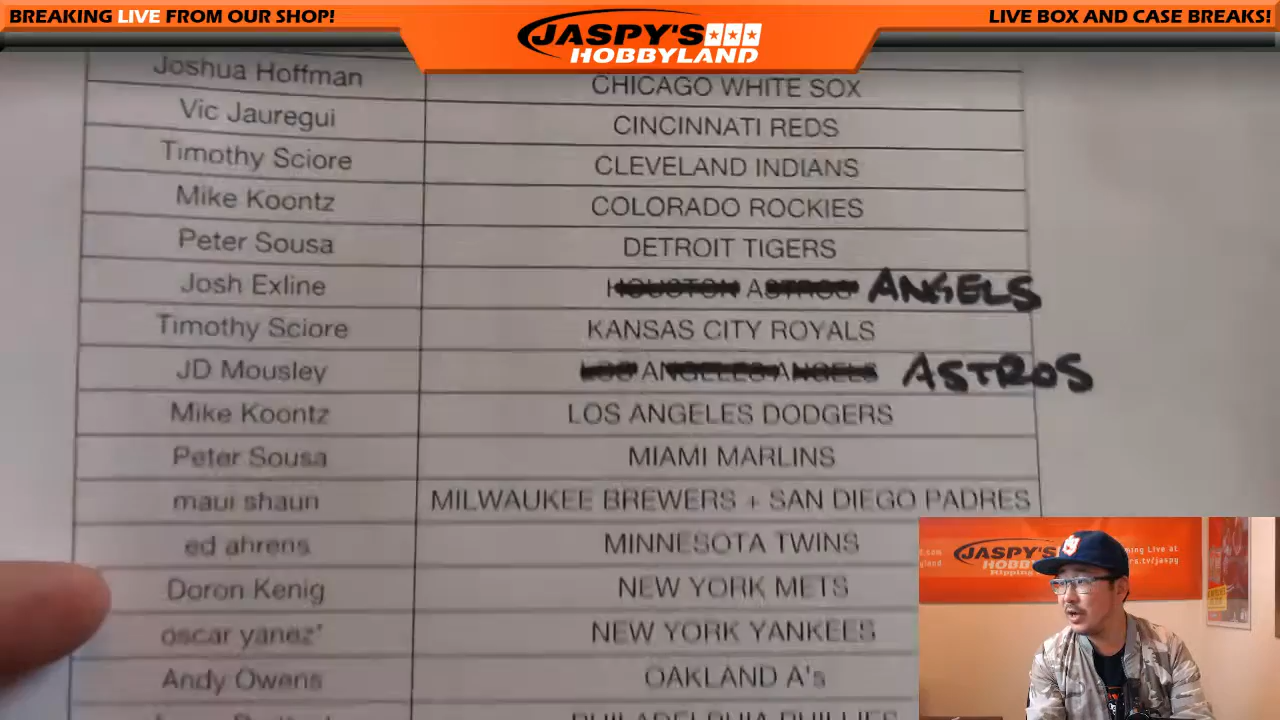 BREAKING LIVE FROM OUR SHOP!
JASPY'S
HOBBYLAND
LIVE BOX AND CASE BREAKS!
Joshua Hoffman CHICAGO WHITE SOX
Vic Jauregui CINCINNATI REDS
Timothy Sciore CLEVELAND INDIANS
Mike Koontz COLORADO ROCKIES
Peter Sousa DETROIT TIGERS
Josh Exline HOUSTON ASTROS ANGELS
Timothy Sciore KANSAS CITY ROYALS
JD Mousley LOS ANGELES ANGELS ASTROS
Mike Koontz LOS ANGELES DODGERS
Peter Sousa MIAMI MARLINS
maui shaun MILWAUKEE BREWERS + SAN DIEGO PADRES
ed ahrens MINNESOTA TWINS
Doron Kenig NEW YORK METS
oscar yanez* NEW YORK YANKEES
Andy Owens OAKLAND A's
PHILADELPHIA PHILLIES
JASPY'S